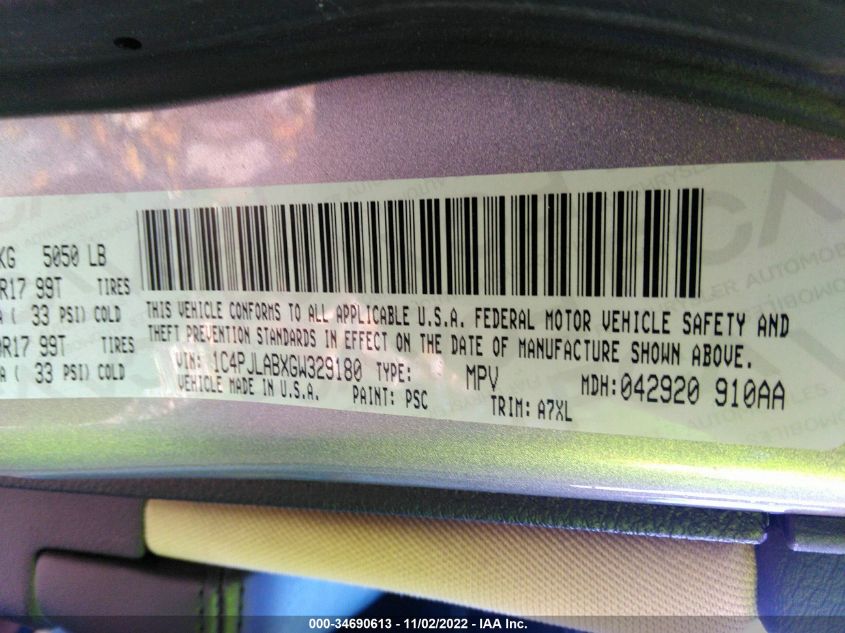 KG 5050 LB
R17 99T TIRES
A ( 33 PSI) COLD
R17 99T TIRES
A ( 33 PSI) COLD
THIS VEHICLE CONFORMS TO ALL APPLICABLE U.S.A. FEDERAL MOTOR VEHICLE SAFETY AND
THEFT PREVENTION STANDARDS IN EFFECT ON THE DATE OF MANUFACTURE SHOWN ABOVE.
VIN: 1C4PJLABXGW329180 TYPE: MPV MDH:042920 910AA
VEHICLE MADE IN U.S.A. PAINT: PSC TRIM: A7XL
000-34690613 - 11/02/2022 - IAA Inc.